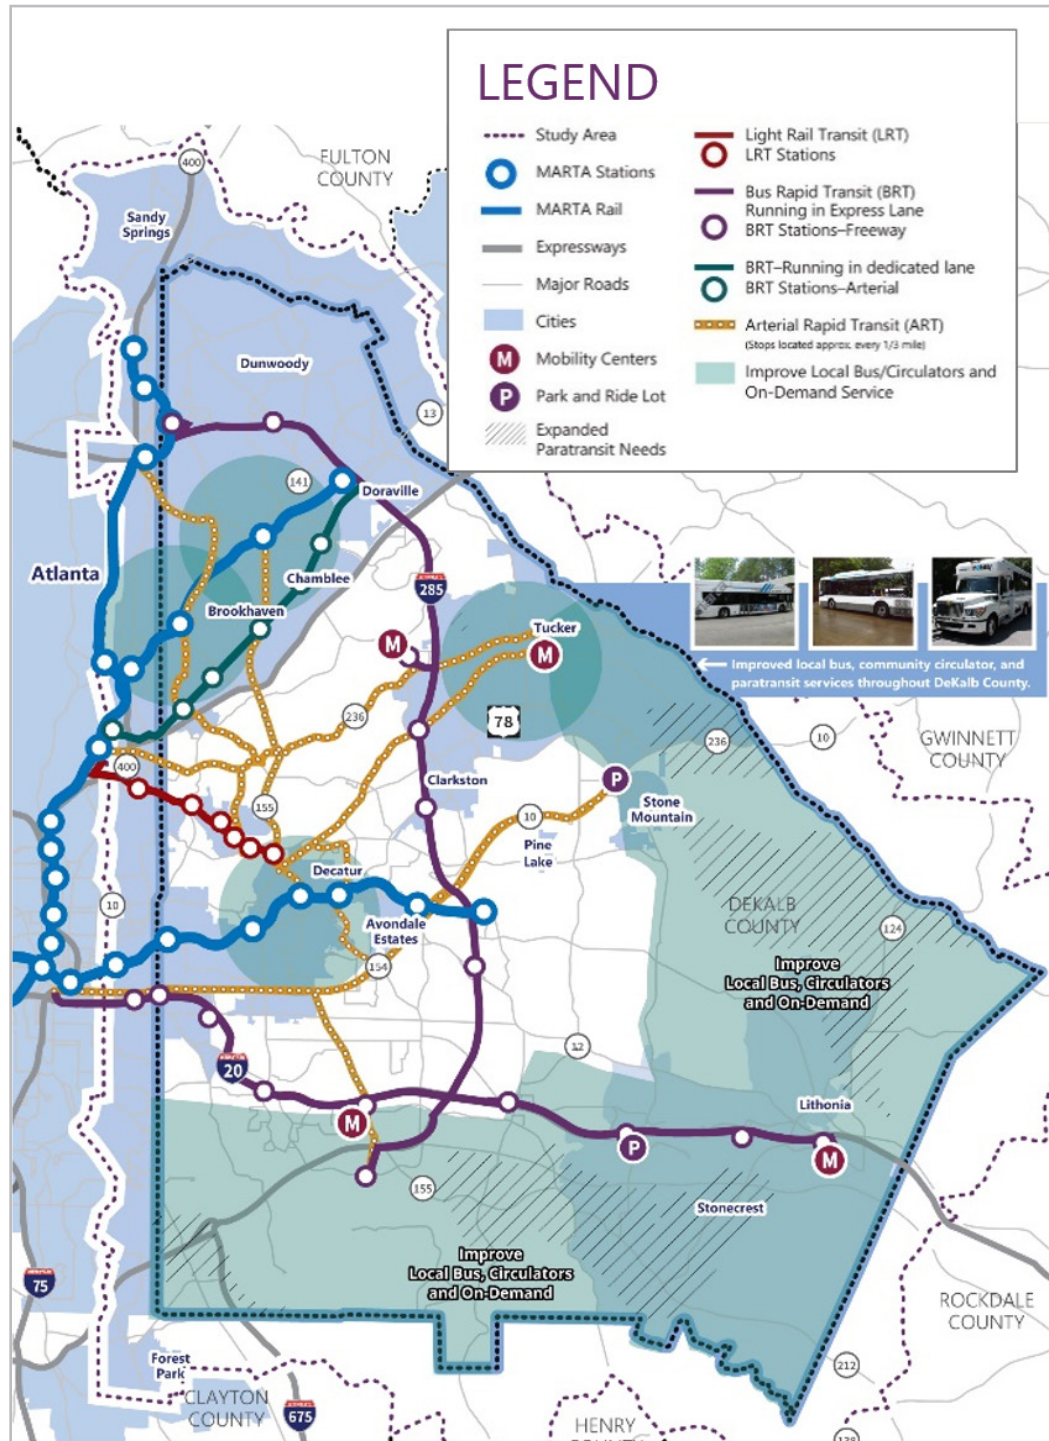 LEGEND
Study Area
MARTA Stations
MARTA Rail
Expressways
Major Roads
Cities
M
Mobility Centers
P
Park and Ride Lot
Expanded
Paratransit Needs
Light Rail Transit (LRT)
LRT Stations
Bus Rapid Transit (BRT)
Running in Express Lane
BRT Stations–Freeway
BRT–Running in dedicated lane
BRT Stations–Arterial
Arterial Rapid Transit (ART)
(Stops located approx. every 1/3 mile)
Improve Local Bus/Circulators and
On-Demand Service
FULTON
COUNTY
400
Sandy
Springs
Dunwoody
13
141
Doraville
Atlanta
Chamblee
285
Brookhaven
Tucker
M
M
Improved local bus, community circulator, and
paratransit services throughout DeKalb County.
236
78
236
10
GWINNETT
COUNTY
400
Clarkston
P
155
10
Stone
Mountain
Pine
Lake
Decatur
10
DEKALB
COUNTY
Avondale
Estates
124
154
Improve
Local Bus, Circulators
and On-Demand
12
20
Lithonia
M
P
M
155
Stonecrest
Improve
Local Bus, Circulators
and On-Demand
75
ROCKDALE
COUNTY
Forest
Park
212
CLAYTON
COUNTY
675
HENRY
COUNTY
138